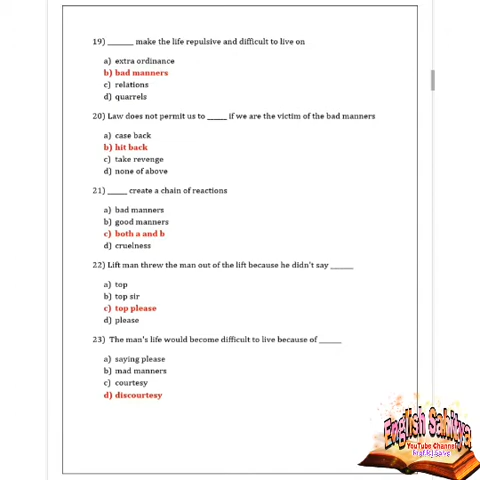 19) ______ make the life repulsive and difficult to live on
a) extra ordinance
b) bad manners
c) relations
d) quarrels
20) Law does not permit us to _____ if we are the victim of the bad manners
a) case back
b) hit back
c) take revenge
d) none of above
21) _____ create a chain of reactions
a) bad manners
b) good manners
c) both a and b
d) cruelness
22) Lift man threw the man out of the lift because he didn't say ______
a) top
b) top sir
c) top please
d) please
23) The man's life would become difficult to live because of ______
a) saying please
b) mad manners
c) courtesy
d) discourtesy
English Sahitya
YouTube Channel